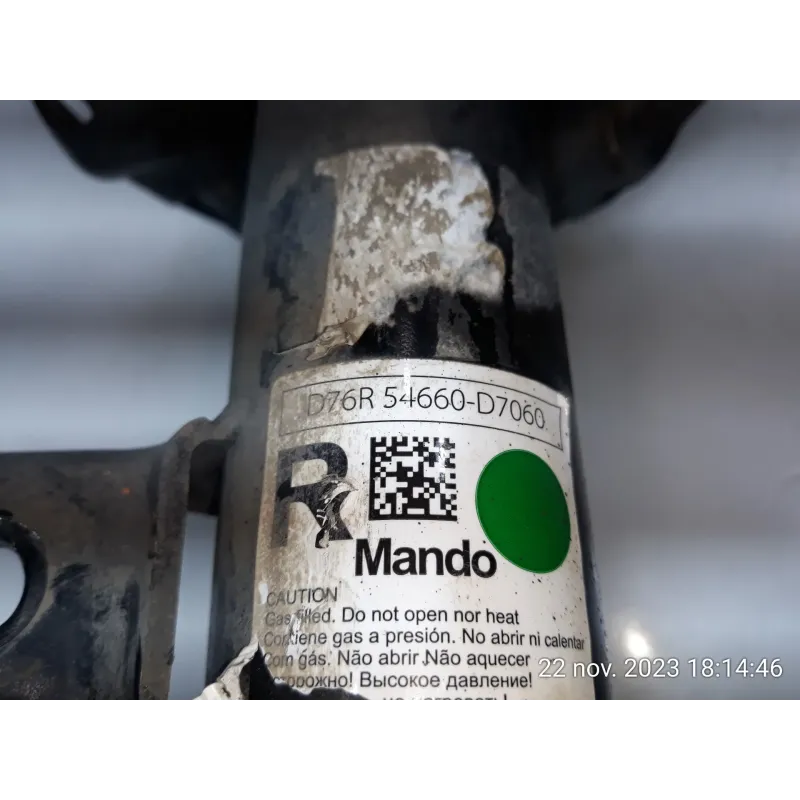 D76R 54660-D7060
R
Mando
CAUTION
Gas filled. Do not open nor heat
Contiene gas a presión. No abrir ni calentar
Com gás. Não abrir,Não aquecer
сторожно! Высокое давление!
22 nov. 2023 18:14:46